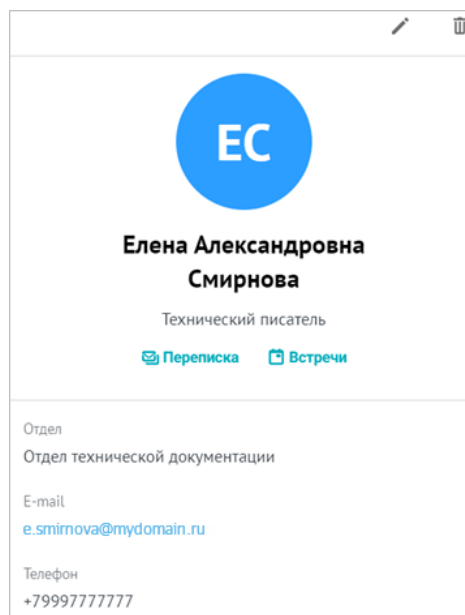 ЕС
Елена Александровна
Смирнова
Технический писатель
Переписка Встречи
Отдел
Отдел технической документации
E-mail
e.smirnova@mydomain.ru
Телефон
+79997777777